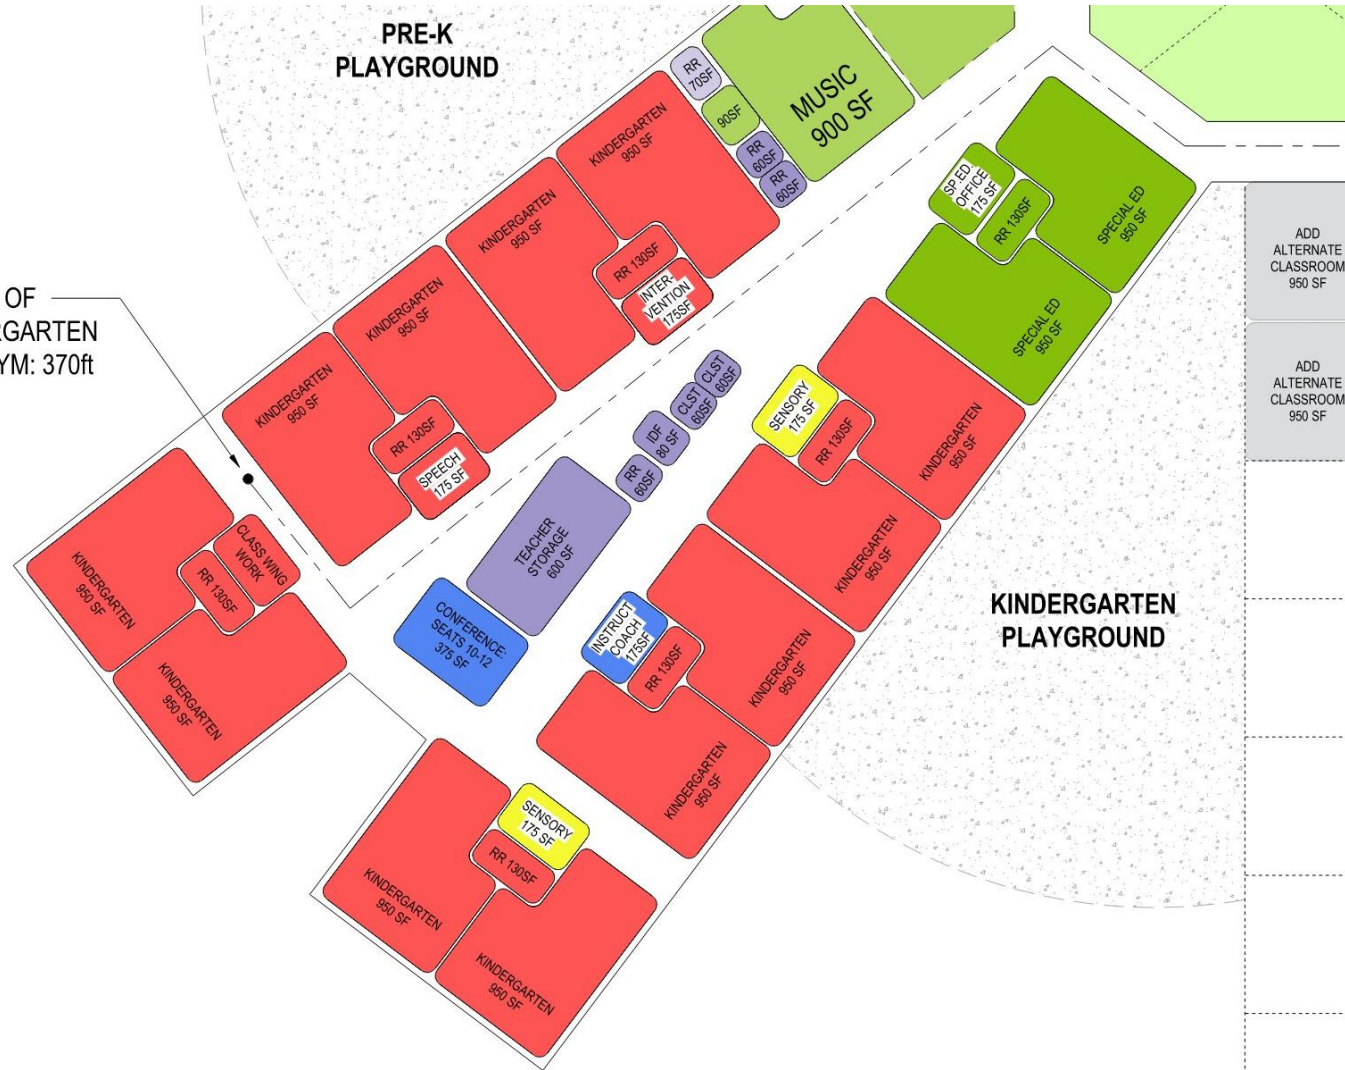 PRE-K
PLAYGROUND
RR
70SF
90SF
RR
60SF
RR
60SF
MUSIC
900 SF
KINDERGARTEN
950 SF
KINDERGARTEN
950 SF
KINDERGARTEN
950 SF
KINDERGARTEN
950 SF
RR 130SF
INTER-
VENTION
175SF
RR 130SF
SPEECH
175 SF
OF
RGARTEN
YM: 370ft
SP.ED.
OFFICE
175 SF
RR 130SF
SPECIAL ED
950 SF
SPECIAL ED
950 SF
ADD
ALTERNATE
CLASSROOM
950 SF
ADD
ALTERNATE
CLASSROOM
950 SF
CLST
60SF
CLST
60SF
IDF
80 SF
RR
60SF
TEACHER
STORAGE
600 SF
CONFERENCE:
SEATS 10-12
375 SF
SENSORY
175 SF
RR 130SF
KINDERGARTEN
950 SF
KINDERGARTEN
950 SF
KINDERGARTEN
PLAYGROUND
INSTRUCT
COACH
175SF
RR 130SF
KINDERGARTEN
950 SF
KINDERGARTEN
950 SF
KINDERGARTEN
950 SF
CLASS WING
WORK
RR 130SF
KINDERGARTEN
950 SF
SENSORY
175 SF
RR 130SF
KINDERGARTEN
950 SF
KINDERGARTEN
950 SF